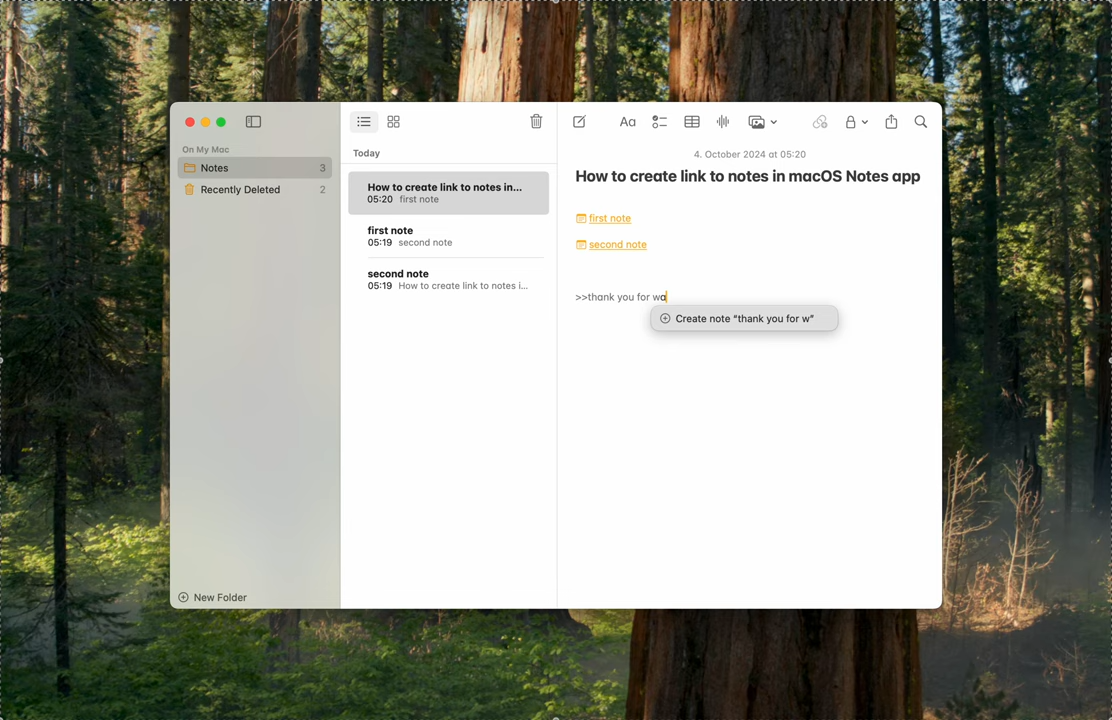 On My Mac
Notes 3
Recently Deleted 2
New Folder
Today
How to create link to notes in...
05:20 first note
first note
05:19 second note
second note
05:19 How to create link to notes i...
Aa
4. October 2024 at 05:20
How to create link to notes in macOS Notes app
first note
second note
>>thank you for wa
Create note “thank you for w”